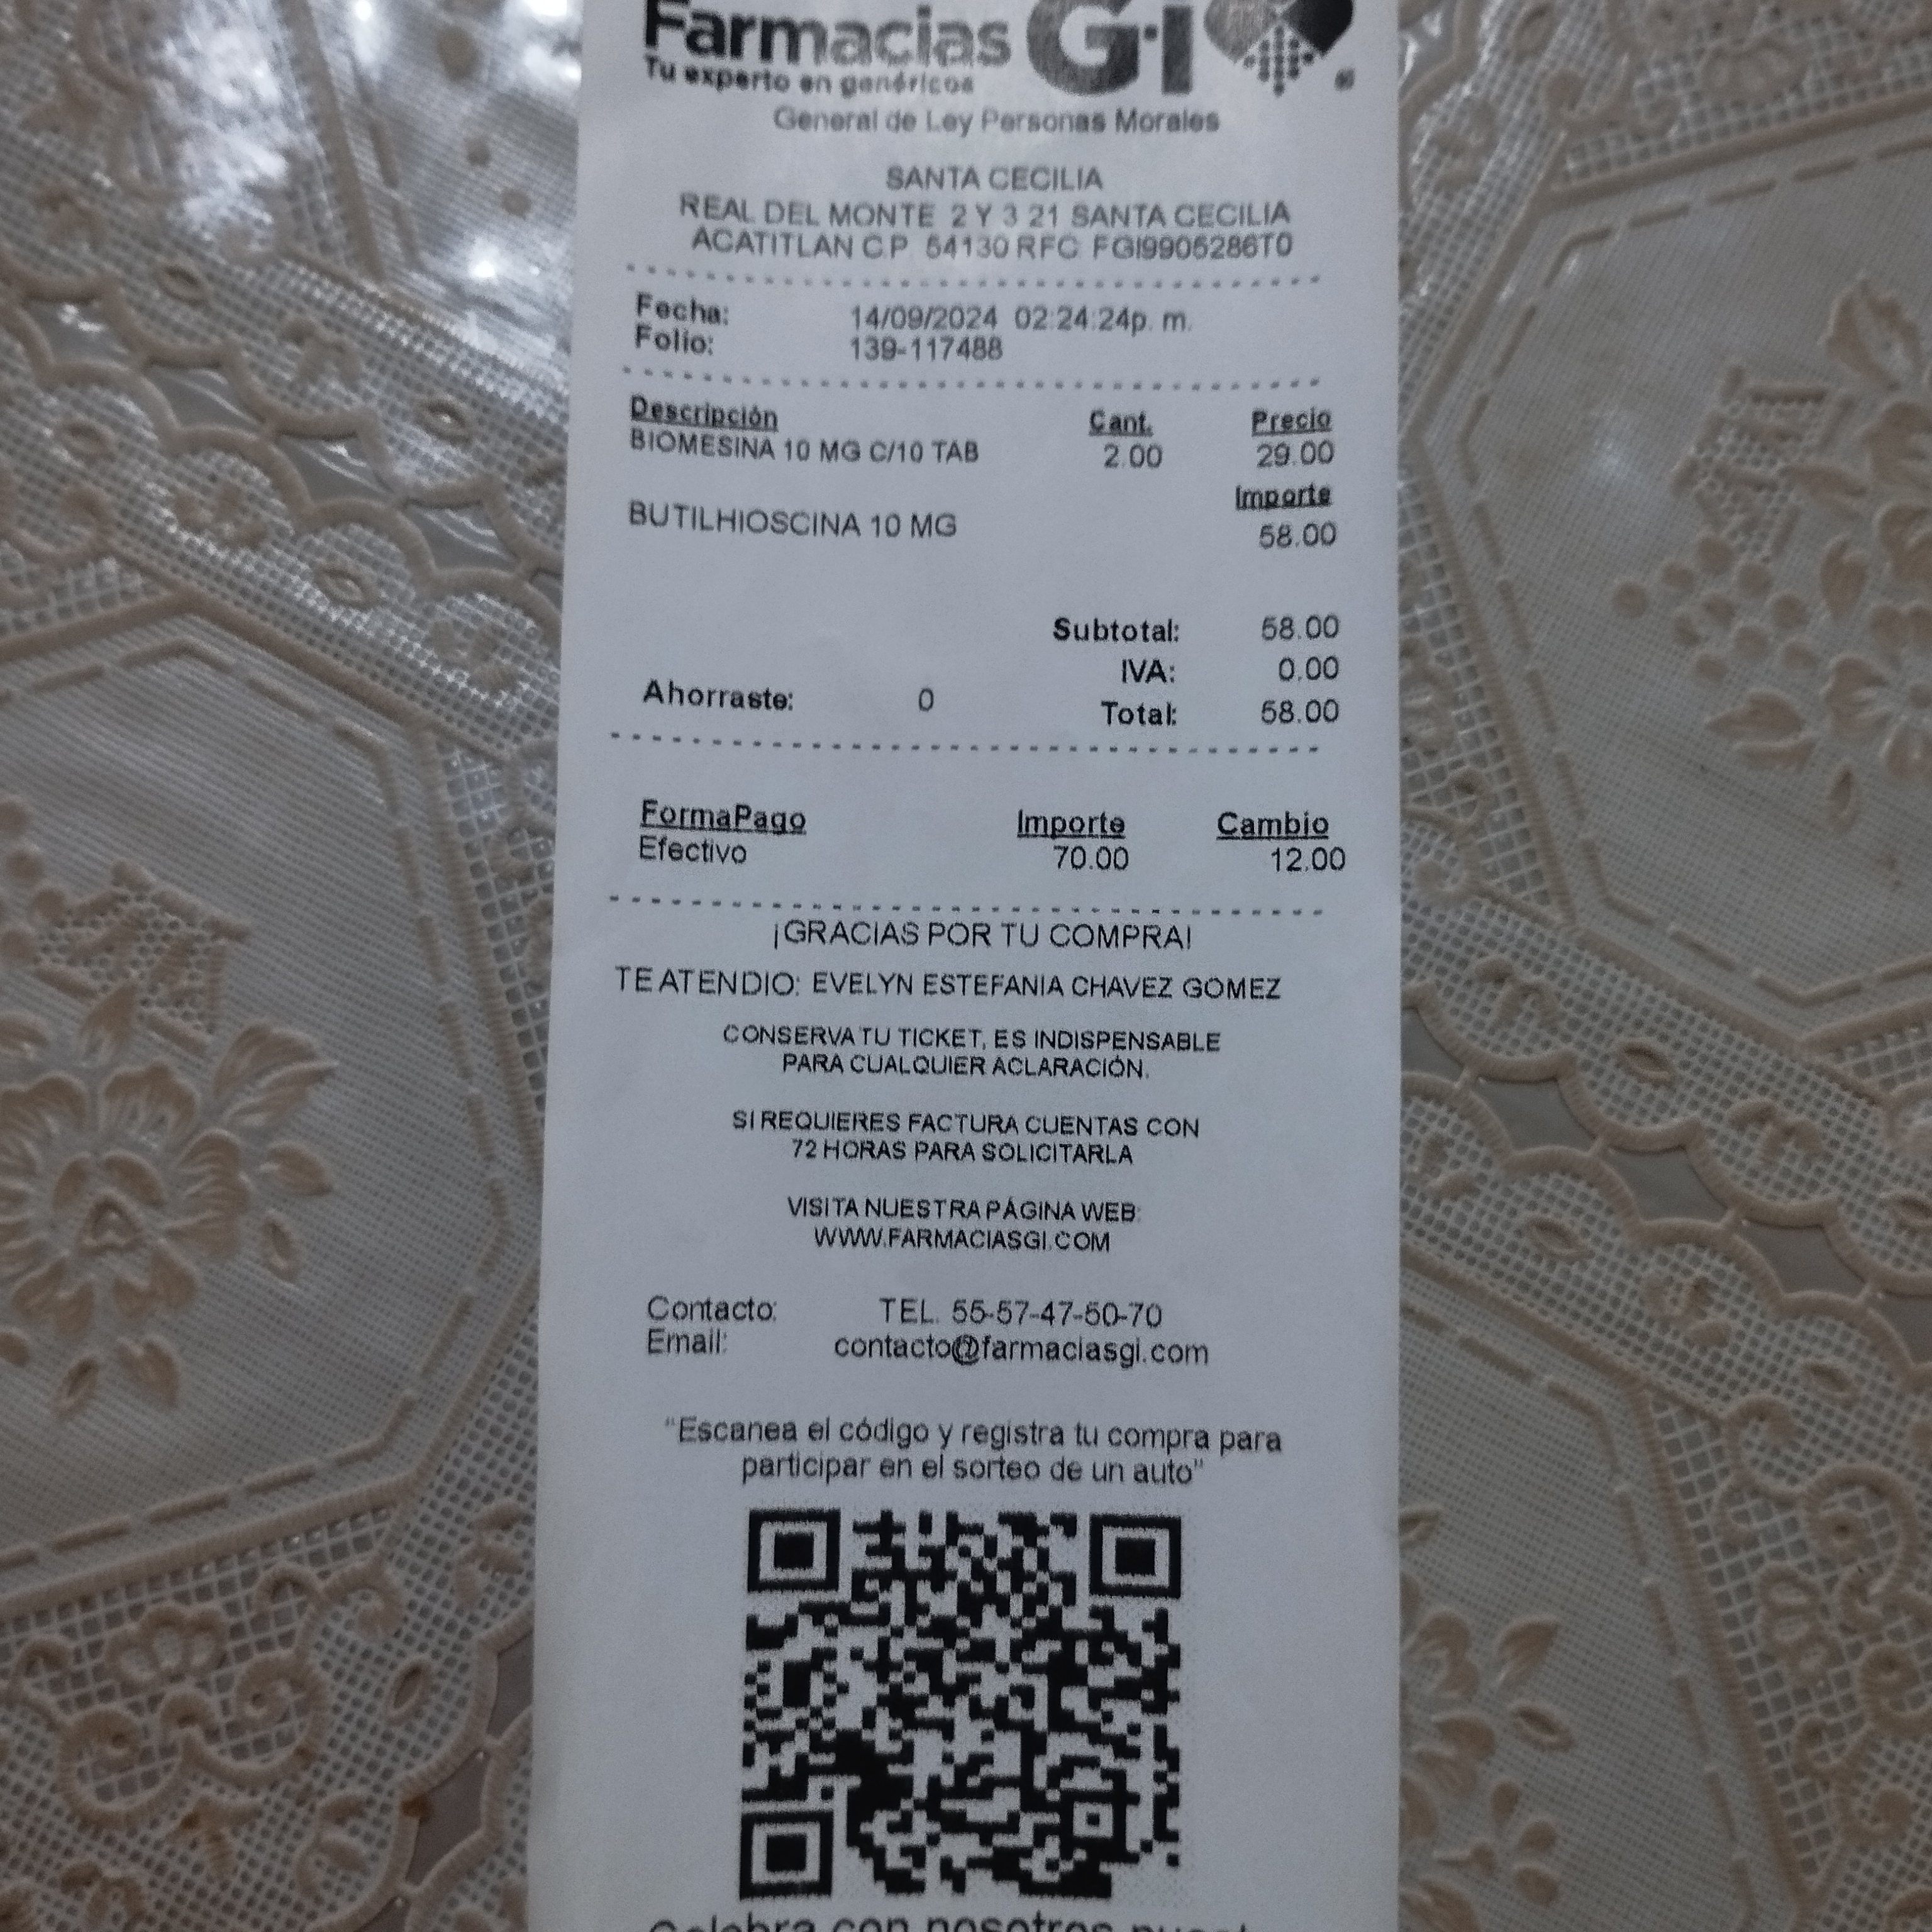 Farmacias G·I
Tu experto en genéricos
General de Ley Personas Morales
SANTA CECILIA
REAL DEL MONTE 2 Y 3 21 SANTA CECILIA
ACATITLAN C.P. 54130 RFC FGI9905286T0
Fecha: 14/09/2024 02:24:24p. m.
Folio: 139-117488
Descripción Cant. Precio
BIOMESINA 10 MG C/10 TAB 2.00 29.00
Importe
BUTILHIOSCINA 10 MG 58.00
Subtotal: 58.00
IVA: 0.00
Ahorraste: 0 Total: 58.00
FormaPago Importe Cambio
Efectivo 70.00 12.00
¡GRACIAS POR TU COMPRA!
TE ATENDIO: EVELYN ESTEFANIA CHAVEZ GOMEZ
CONSERVA TU TICKET, ES INDISPENSABLE
PARA CUALQUIER ACLARACIÓN.
SI REQUIERES FACTURA CUENTAS CON
72 HORAS PARA SOLICITARLA
VISITA NUESTRA PÁGINA WEB:
WWW.FARMACIASGI.COM
Contacto: TEL. 55-57-47-50-70
Email: contacto@farmaciasgi.com
"Escanea el código y registra tu compra para
participar en el sorteo de un auto"
Celebra con nosotros